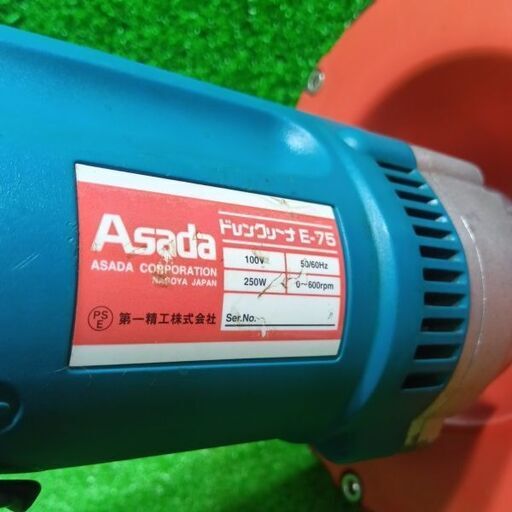 Asada
ASADA CORPORATION
NAGOYA JAPAN
ドレンクリーナ E-75
100V 50/60Hz
250W 0〜600rpm
Ser.No.
PS
E
第一精工株式会社